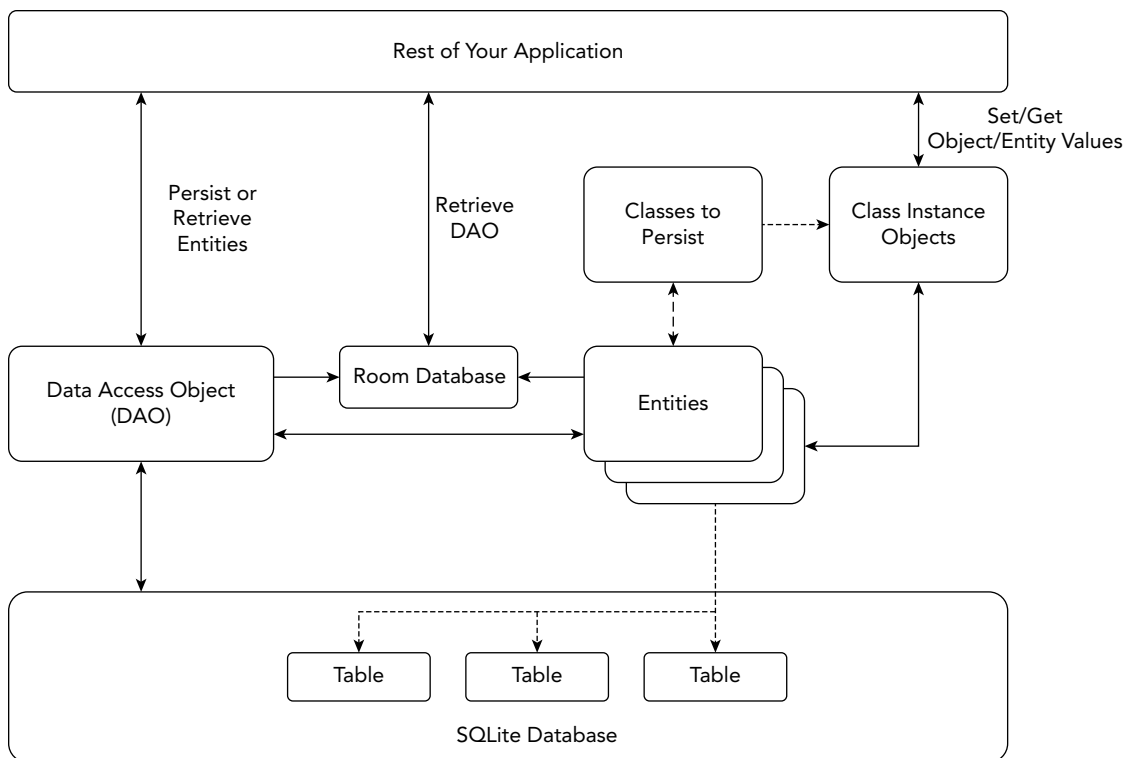 Rest of Your Application
Set/Get
Object/Entity Values
Persist or
Retrieve
Entities
Retrieve
DAO
Classes to
Persist
Class Instance
Objects
Data Access Object
(DAO)
Room Database
Entities
Table
Table
Table
SQLite Database